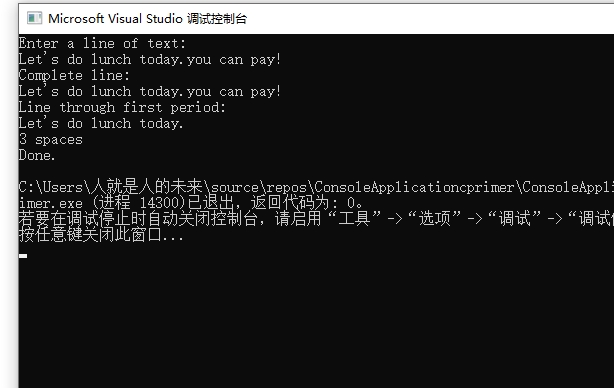 Microsoft Visual Studio 调试控制台
Enter a line of text:
Let's do lunch today.you can pay!
Complete line:
Let's do lunch today.you can pay!
Line through first period:
Let's do lunch today.
3 spaces
Done.
C:\Users\人就是人的未来\source\repos\ConsoleApplicationcprimer\ConsoleAppli
imer.exe (进程 14300)已退出，返回代码为: 0。
若要在调试停止时自动关闭控制台，请启用“工具”->“选项”->“调试”->“调试
按任意键关闭此窗口...